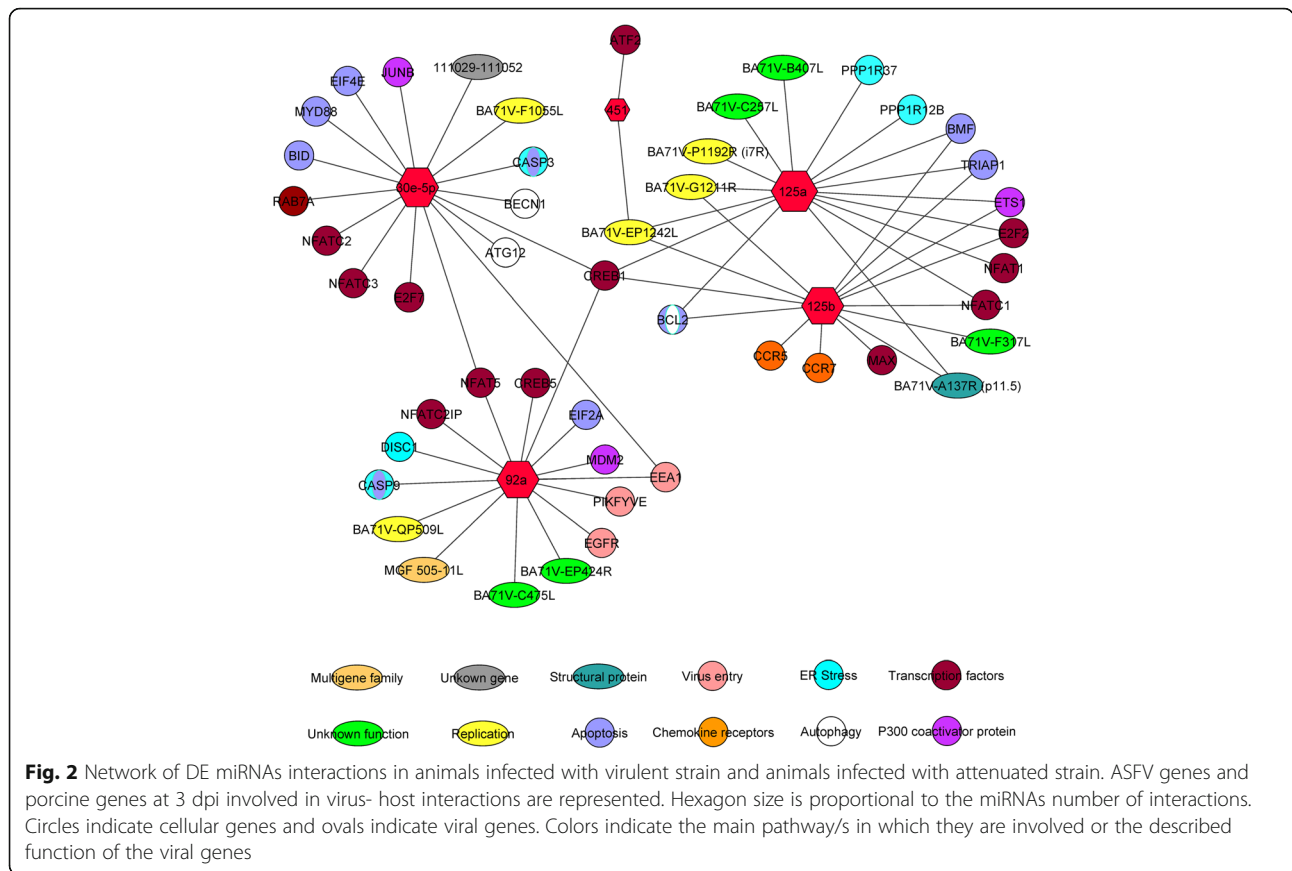 ATF2
451
111029-111052
JUNB
EIF4E
MYD88
BID
RAB7A
NFATC2
NFATC3
E2F7
30e-5p
BA71V-F1055L
CASP3
BECN1
ATG12
BA71V-B407L
PPP1R37
BA71V-C257L
PPP1R12B
BMF
BA71V-P1192R (i7R)
TRIAP1
BA71V-G1211R
125a
ETS1
BA71V-EP1242L
E2F2
CREB1
NFAT1
BCL2
125b
NFATC1
BA71V-F317L
CCR5
CCR7
MAX
BA71V-A137R (p11.5)
NFAT5
CREB5
NFATC2IP
EIF2A
DISC1
MDM2
CASP9
92a
EEA1
PIKFYVE
BA71V-QP509L
EGFR
MGF 505-11L
BA71V-EP424R
BA71V-C475L
Multigene family
Unkown gene
Structural protein
Virus entry
ER Stress
Transcription factors
Unknown function
Replication
Apoptosis
Chemokine receptors
Autophagy
P300 coactivator protein
Fig. 2 Network of DE miRNAs interactions in animals infected with virulent strain and animals infected with attenuated strain. ASFV genes and
porcine genes at 3 dpi involved in virus- host interactions are represented. Hexagon size is proportional to the miRNAs number of interactions.
Circles indicate cellular genes and ovals indicate viral genes. Colors indicate the main pathway/s in which they are involved or the described
function of the viral genes